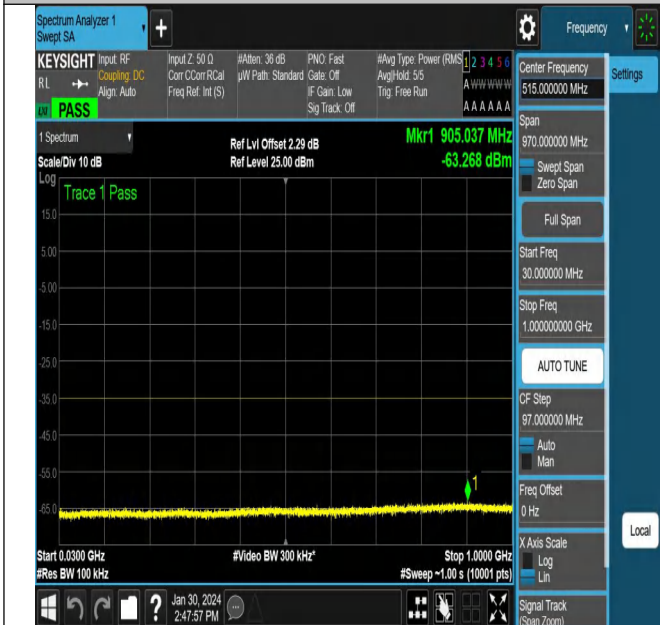 Spectrum Analyzer 1
Swept SA
+
Frequency
KEYSIGHT
RL
Input: RF
Coupling: DC
Align: Auto
Input Z: 50 Ω
Corr CCorr RCal
Freq Ref: Int (S)
#Atten: 36 dB
µW Path: Standard
PNO: Fast
Gate: Off
IF Gain: Low
Sig Track: Off
#Avg Type: Power (RMS
Avg|Hold: 5/5
Trig: Free Run
1 2 3 4 5 6
A W W W W W
A A A A A A
PASS
1 Spectrum
Scale/Div 10 dB
Ref Lvl Offset 2.29 dB
Ref Level 25.00 dBm
Mkr1 905.037 MHz
-63.268 dBm
Log
Trace 1 Pass
15.0
5.00
-5.00
-15.0
-25.0
-35.0
-45.0
-55.0
-65.0
1
Start 0.0300 GHz
#Res BW 100 kHz
#Video BW 300 kHz*
Stop 1.0000 GHz
#Sweep ~1.00 s (10001 pts)
?
Jan 30, 2024
2:47:57 PM
Center Frequency
515.000000 MHz
Settings
Span
970.000000 MHz
Swept Span
Zero Span
Full Span
Start Freq
30.000000 MHz
Stop Freq
1.000000000 GHz
AUTO TUNE
CF Step
97.000000 MHz
Auto
Man
Freq Offset
0 Hz
X Axis Scale
Log
Lin
Local
Signal Track
(Span Zoom)